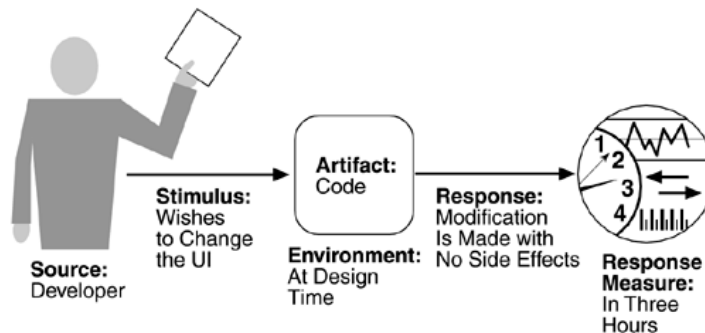 Source:
Developer
Stimulus:
Wishes
to Change
the UI
Artifact:
Code
Environment:
At Design
Time
Response:
Modification
Is Made with
No Side Effects
1
2
3
4
Response
Measure:
In Three
Hours